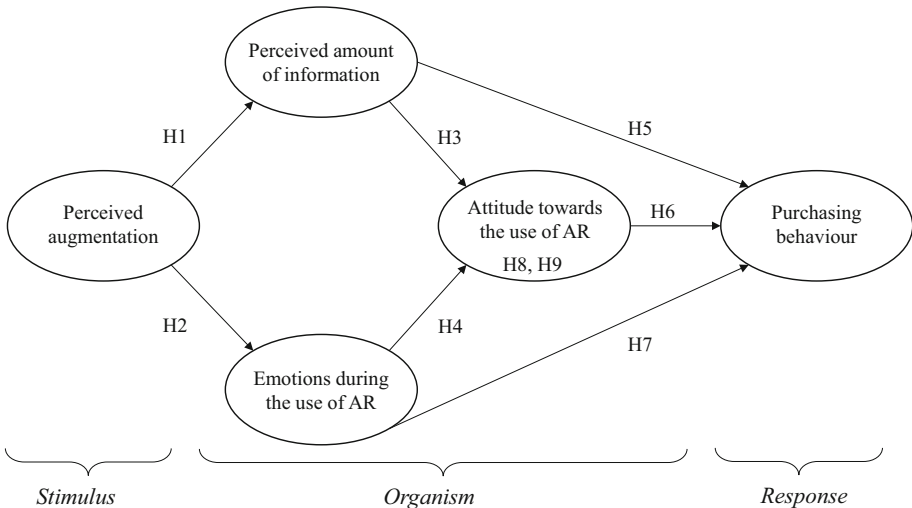 Perceived amount
of information
H1
H3
H5
Perceived
augmentation
Attitude towards
the use of AR
H8, H9
H6
Purchasing
behaviour
H2
H4
H7
Emotions during
the use of AR
Stimulus
Organism
Response